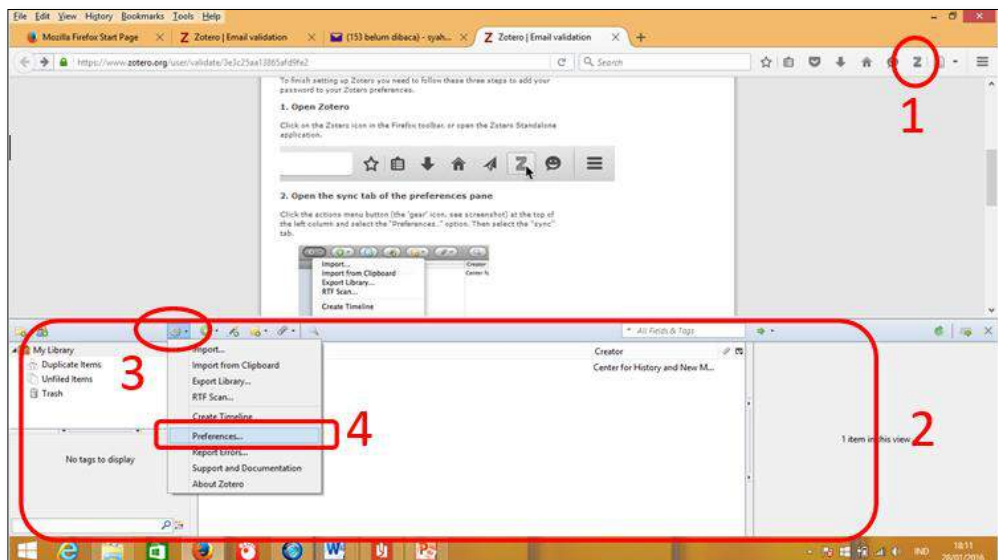 File Edit View History Bookmarks Tools Help
Mozilla Firefox Start Page
Zotero | Email validation
(153 belum dibaca) - syah...
Zotero | Email validation
Search
1
To finish setting up Zotero you need to follow these three steps to add your
password to your Zotero preferences.
1. Open Zotero
Click on the Zotero icon in the Firefox toolbar, or open the Zotero Standalone
application.
2. Open the sync tab of the preferences pane
Click the actions menu button (the 'gear' icon, see screenshot) at the top of
the left column and select the "Preferences.." option. Then select the "sync"
tab.
Import...
Import from Clipboard
Export Library...
RTF Scan...
Create Timeline
Creator
All Fields & Tags
My Library
Duplicate Items
Unfiled Items
Trash
3
No tags to display
Import...
Import from Clipboard
Export Library...
RTF Scan...
Create Timeline
Preferences...
Report Errors...
Support and Documentation
About Zotero
4
Creator
Center for History and New M...
1 item in this view
2
IND
18:11
26/01/2016